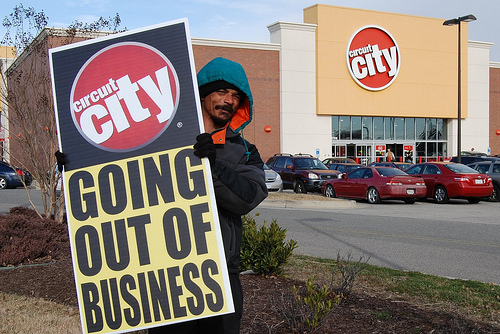 circuit
city
®
GOING
OUT OF
BUSINESS
circuit
city